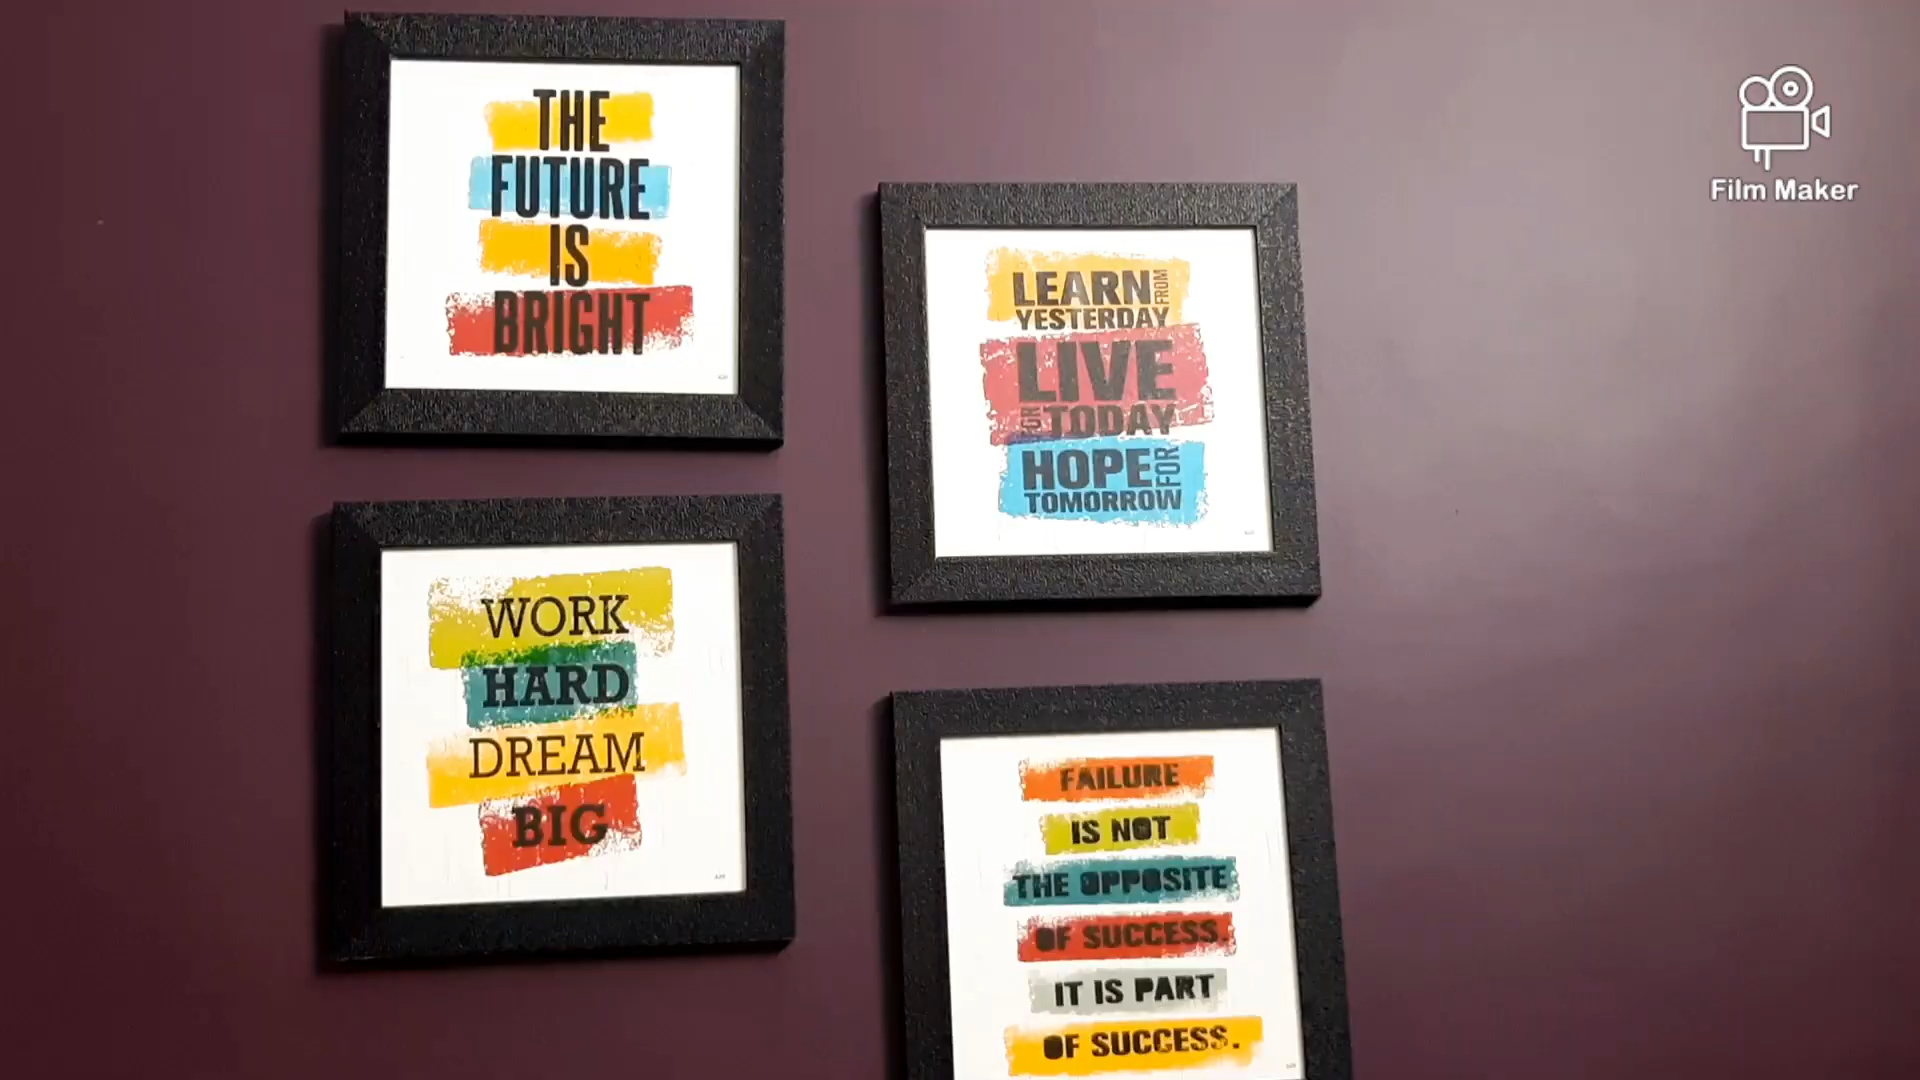 THE
FUTURE
IS
BRIGHT
WORK
HARD
DREAM
BIG
LEARN FROM
YESTERDAY
LIVE
FOR TODAY
HOPE FOR
TOMORROW
FAILURE
IS NOT
THE OPPOSITE
OF SUCCESS.
IT IS PART
OF SUCCESS.
Film Maker